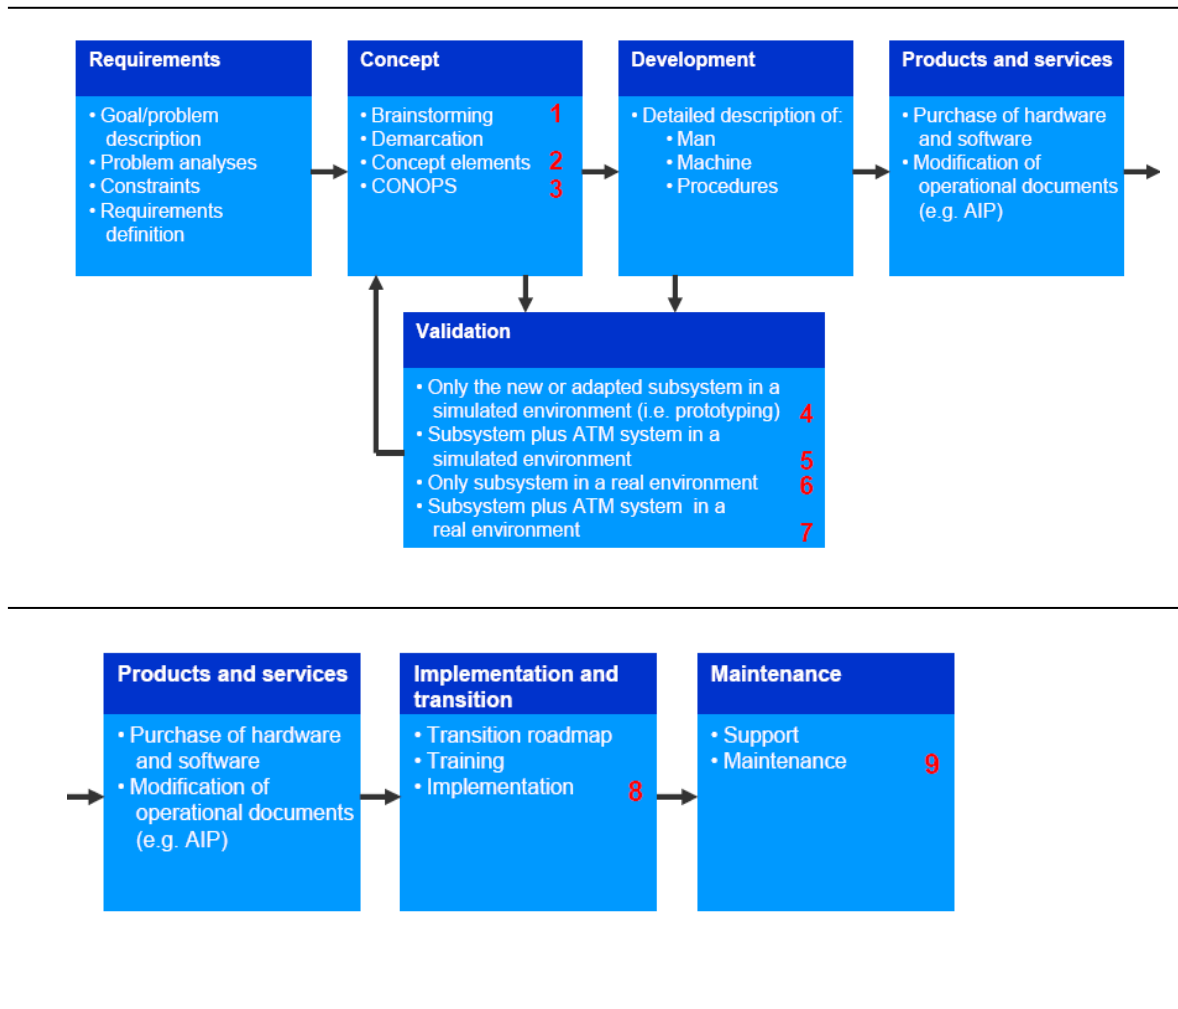 Requirements
• Goal/problem
description
• Problem analyses
• Constraints
• Requirements
definition
Concept
• Brainstorming 1
• Demarcation
• Concept elements 2
• CONOPS 3
Development
• Detailed description of:
• Man
• Machine
• Procedures
Products and services
• Purchase of hardware
and software
• Modification of
operational documents
(e.g. AIP)
Validation
• Only the new or adapted subsystem in a
simulated environment (i.e. prototyping) 4
• Subsystem plus ATM system in a
simulated environment 5
• Only subsystem in a real environment 6
• Subsystem plus ATM system in a
real environment 7
Products and services
• Purchase of hardware
and software
• Modification of
operational documents
(e.g. AIP)
Implementation and
transition
• Transition roadmap
• Training
• Implementation 8
Maintenance
• Support
• Maintenance 9